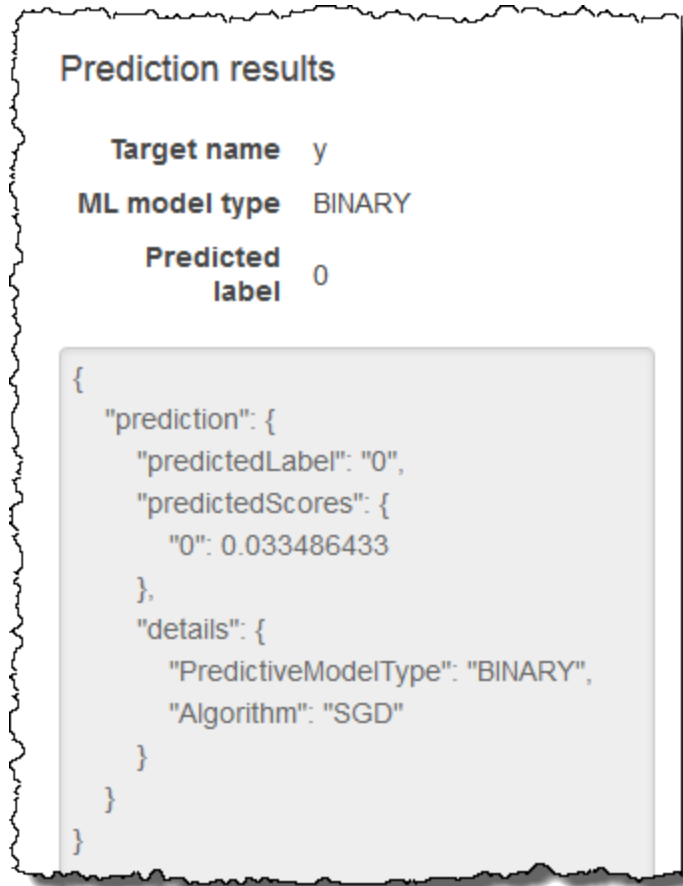 Prediction results
Target name y
ML model type BINARY
Predicted
label 0
{
"prediction": {
"predictedLabel": "0",
"predictedScores": {
"0": 0.033486433
},
"details": {
"PredictiveModelType": "BINARY",
"Algorithm": "SGD"
}
}
}